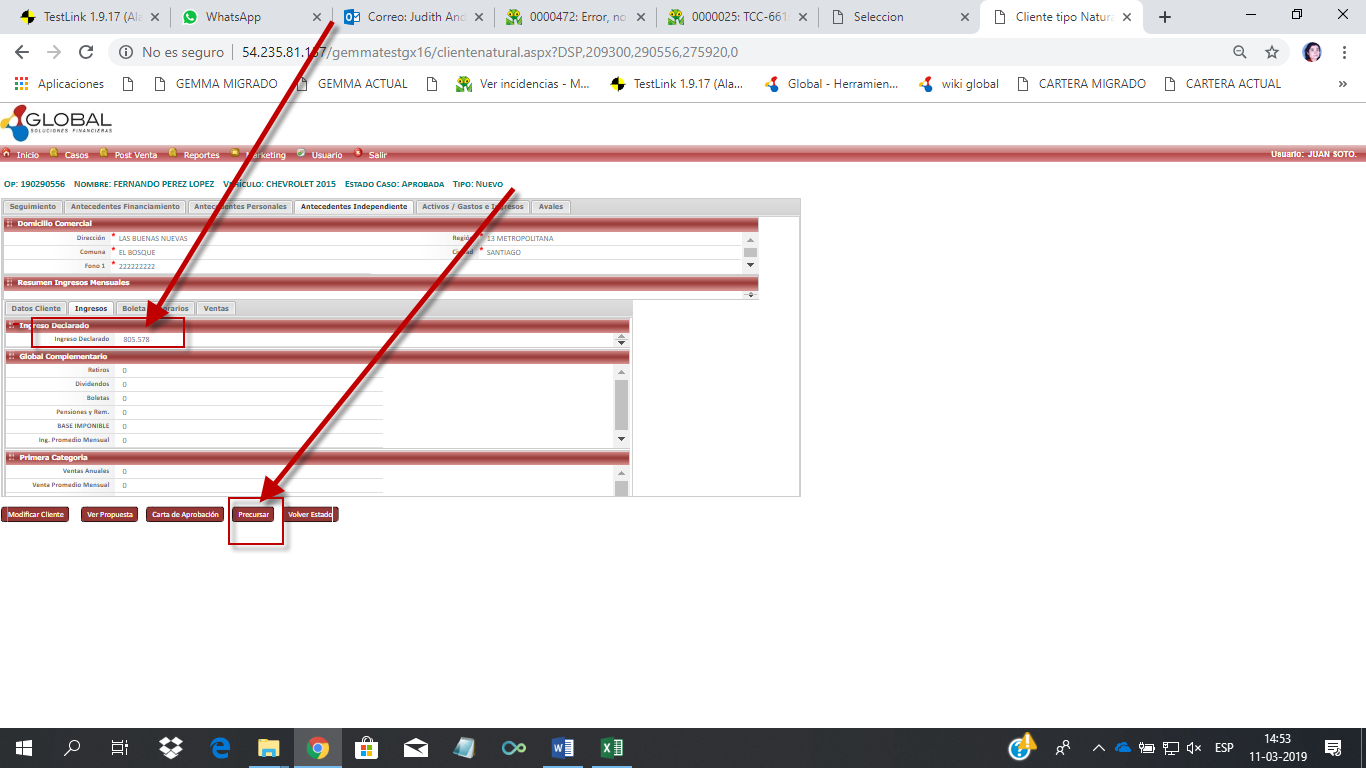 TestLink 1.9.17 (Ala
WhatsApp
Correo: Judith And
0000472: Error, no
0000025: TCC-661
Seleccion
Cliente tipo Natura
No es seguro | 54.235.81.1 7/gemmatestgx16/clientenatural.aspx?DSP,209300,290556,275920,0
Aplicaciones
GEMMA MIGRADO
GEMMA ACTUAL
Ver incidencias - M...
TestLink 1.9.17 (Ala...
Global - Herramien...
wiki global
CARTERA MIGRADO
CARTERA ACTUAL
»
GLOBAL
SOLUCIONES FINANCIERAS
Inicio Casos Post Venta Reportes Marketing Usuario Salir
Usuario: JUAN SOTO.
OP: 190290556 NOMBRE: FERNANDO PEREZ LOPEZ VEHÍCULO: CHEVROLET 2015 ESTADO CASO: APROBADA TIPO: NUEVO
Seguimiento Antecedentes Financiamiento Antecedentes Personales Antecedentes Independiente Activos / Gastos e Ingresos Avales
Domicilio Comercial
Dirección * LAS BUENAS NUEVAS Región * 13 METROPOLITANA
Comuna * EL BOSQUE Ciudad * SANTIAGO
Fono 1 * 222222222
Resumen Ingresos Mensuales
Datos Cliente Ingresos Boleta Honorarios Ventas
Ingreso Declarado
Ingreso Declarado 805.578
Global Complementario
Retiros 0
Dividendos 0
Boletas 0
Pensiones y Rem. 0
BASE IMPONIBLE 0
Ing. Promedio Mensual 0
Primera Categoria
Ventas Anuales 0
Venta Promedio Mensual 0
Modificar Cliente Ver Propuesta Carta de Aprobación Precursar Volver Estado
ESP
14:53
11-03-2019